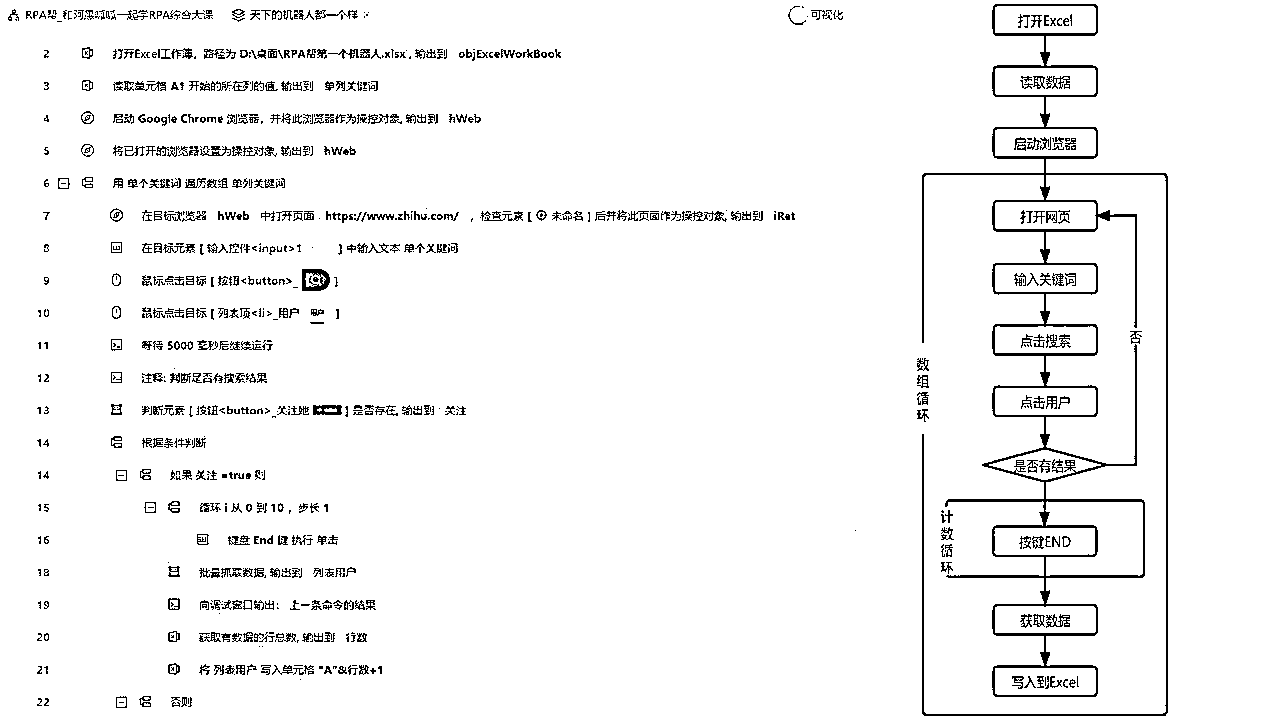 RPA帮_和河黑呱呱一起学RPA综合大课 天下的机器人都一个样 可视化
2 打开Excel工作簿，路径为 D:\桌面\RPA帮第一个机器人.xlsx , 输出到 objExcelWorkBook
3 读取单元格 A1 开始的所在列的值, 输出到 单列关键词
4 启动 Google Chrome 浏览器，并将此浏览器作为操控对象, 输出到 hWeb
5 将已打开的浏览器设置为操控对象, 输出到 hWeb
6 用 单个关键词 遍历数组 单列关键词
7 在目标浏览器 hWeb 中打开页面 https://www.zhihu.com/ ，检查元素 [ 未命名 ] 后并将此页面作为操控对象, 输出到 iRet
8 在目标元素 [ 输入控件<input>1 ] 中输入文本 单个关键词
9 鼠标点击目标 [ 按钮<button>_ ]
10 鼠标点击目标 [ 列表项<li>_用户 用户 ]
11 等待 5000 毫秒后继续运行
12 注释: 判断是否有搜索结果
13 判断元素 [ 按钮<button>_关注她 ] 是否存在, 输出到 关注
14 根据条件判断
14 如果 关注 =true 则
15 循环 i 从 0 到 10 ，步长 1
16 键盘 End 键 执行 单击
18 批量抓取数据, 输出到 列表用户
19 向调试窗口输出： 上一条命令的结果
20 获取有数据的行总数, 输出到 行数
21 将 列表用户 写入单元格 "A"&行数+1
22 否则
打开Excel
读取数据
启动浏览器
打开网页
输入关键词
点击搜索
否
数组循环
点击用户
是否有结果
计数循环
按键END
获取数据
写入到Excel